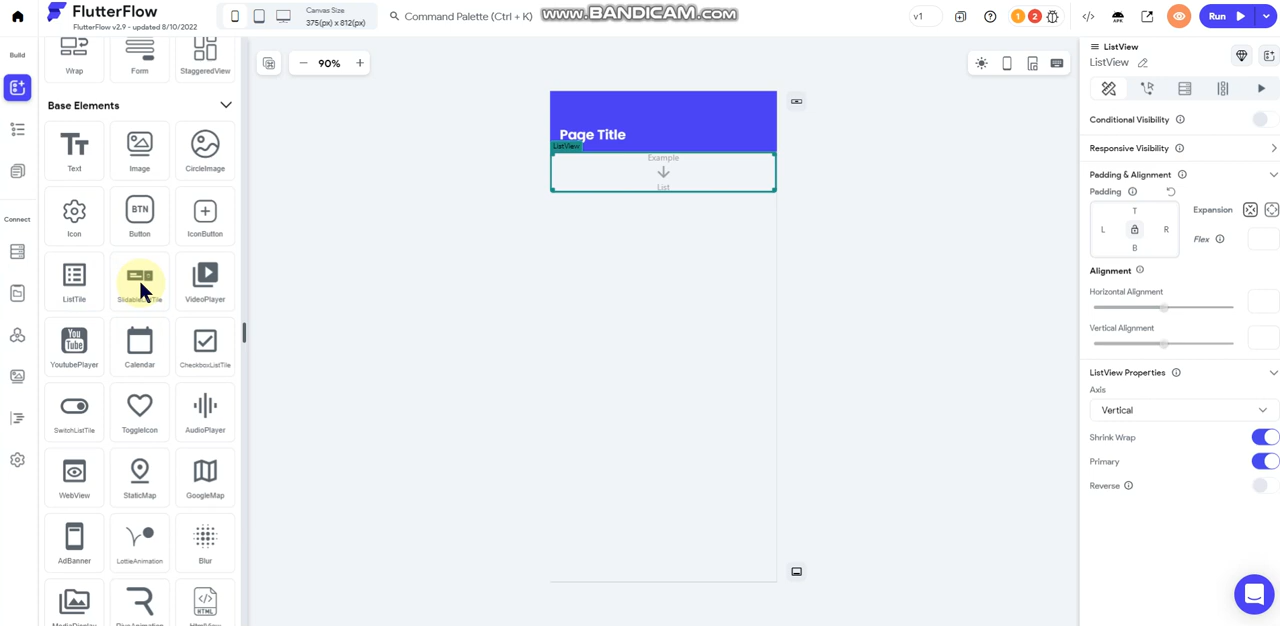 FlutterFlow
FlutterFlow v2.9 - updated 8/10/2022
Canvas Size
375(px) x 812(px)
Command Palette (Ctrl + K)
www.BANDICAM.com
v1
1
2
APK
Run
Build
Connect
Wrap
Form
StaggeredView
Base Elements
Text
Image
CircleImage
BTN
Icon
Button
IconButton
ListTile
VideoPlayer
You
Tube
YoutubePlayer
Calendar
CheckboxListTile
SwitchListTile
ToggleIcon
AudioPlayer
WebView
StaticMap
GoogleMap
AdBanner
LottieAnimation
Blur
HTML
90%
Page Title
ListView
Example
List
ListView
ListView
Conditional Visibility
Responsive Visibility
Padding & Alignment
Padding
T
L
R
B
Expansion
Flex
Alignment
Horizontal Alignment
Vertical Alignment
ListView Properties
Axis
Vertical
Shrink Wrap
Primary
Reverse